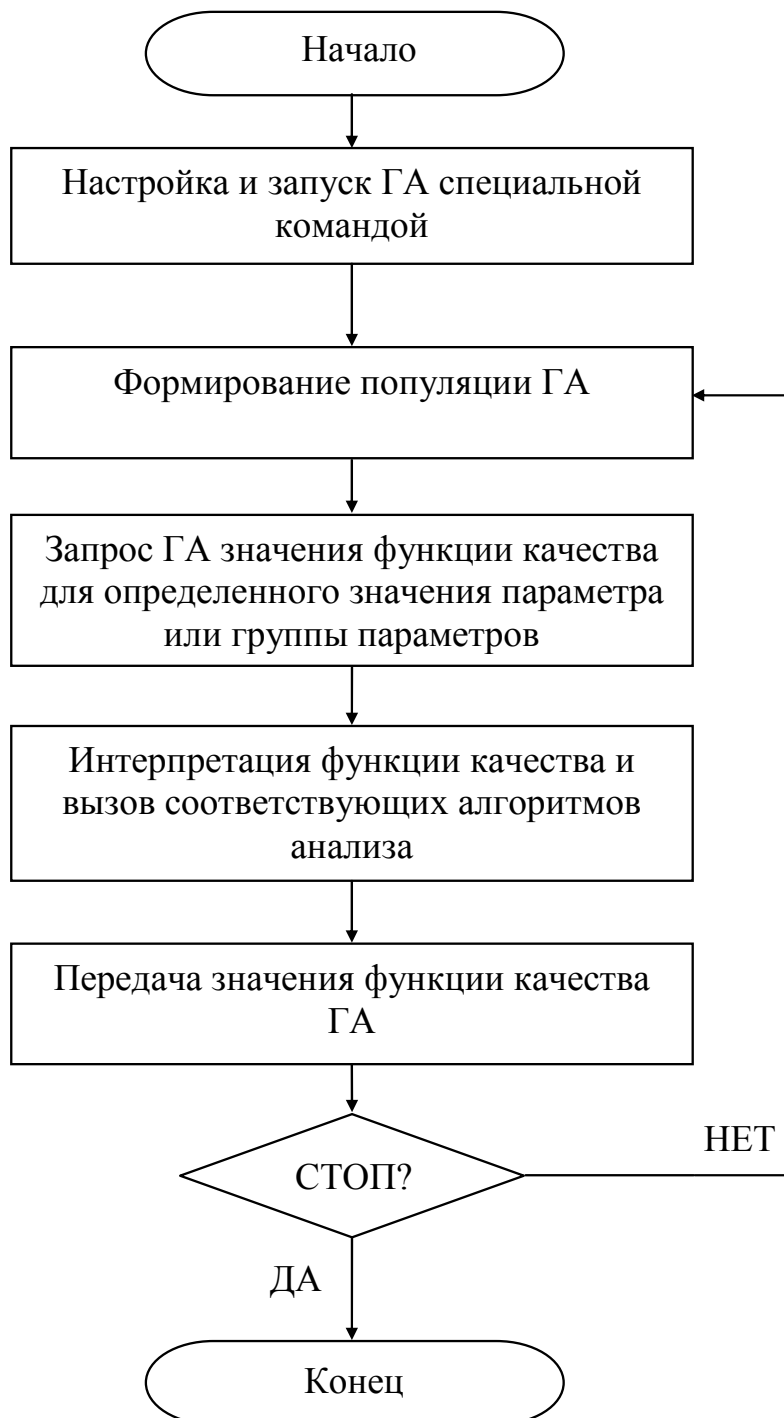 Начало
Настройка и запуск ГА специальной
командой
Формирование популяции ГА
Запрос ГА значения функции качества
для определенного значения параметра
или группы параметров
Интерпретация функции качества и
вызов соответствующих алгоритмов
анализа
Передача значения функции качества
ГА
НЕТ
СТОП?
ДА
Конец